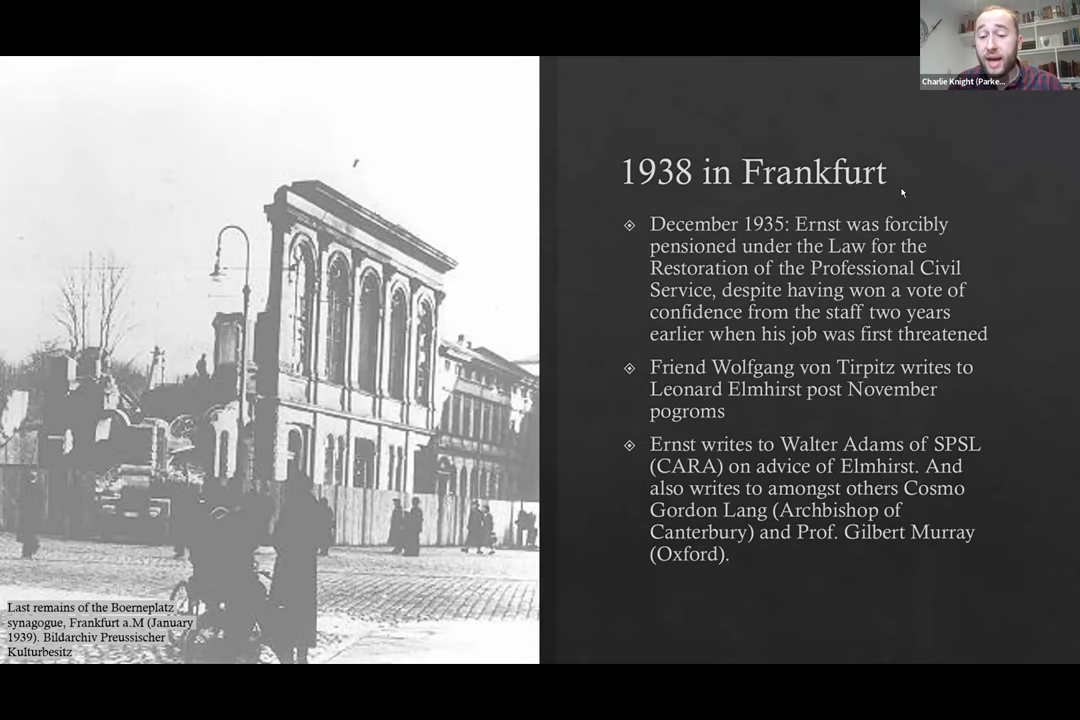 Charlie Knight (Parke...
1938 in Frankfurt
December 1935: Ernst was forcibly
pensioned under the Law for the
Restoration of the Professional Civil
Service, despite having won a vote of
confidence from the staff two years
earlier when his job was first threatened
Friend Wolfgang von Tirpitz writes to
Leonard Elmhirst post November
pogroms
Ernst writes to Walter Adams of SPSL
(CARA) on advice of Elmhirst. And
also writes to amongst others Cosmo
Gordon Lang (Archbishop of
Canterbury) and Prof. Gilbert Murray
(Oxford).
Last remains of the Boerneplatz
synagogue, Frankfurt a.M (January
1939). Bildarchiv Preussischer
Kulturbesitz